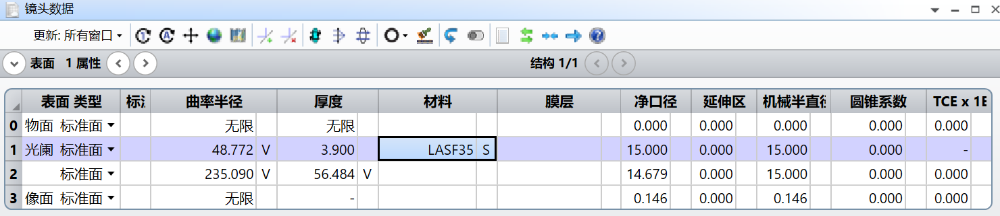 镜头数据
更新: 所有窗口
表面 1 属性 结构 1/1
表面 类型 曲率半径 厚度 材料 膜层 净口径 延伸区 机械半直径 圆锥系数 TCE x 1E
0 物面 标准面 无限 无限 0.000 0.000 0.000 0.000 0.000
1 光阑 标准面 48.772 V 3.900 LASF35 S 15.000 0.000 15.000 0.000 -
2 标准面 235.090 V 56.484 V 14.679 0.000 15.000 0.000 0.000
3 像面 标准面 无限 - 0.146 0.000 0.146 0.000 0.000